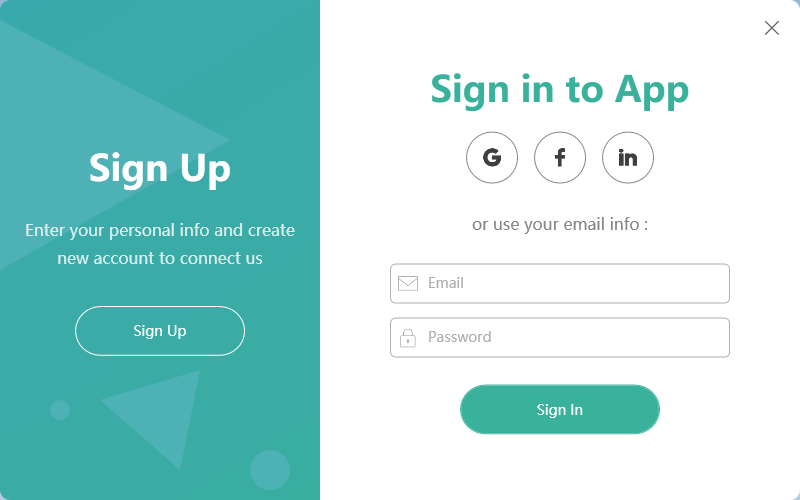 Sign Up
Enter your personal info and create
new account to connect us
Sign Up
Sign in to App
G f in
or use your email info :
Email
Password
Sign In